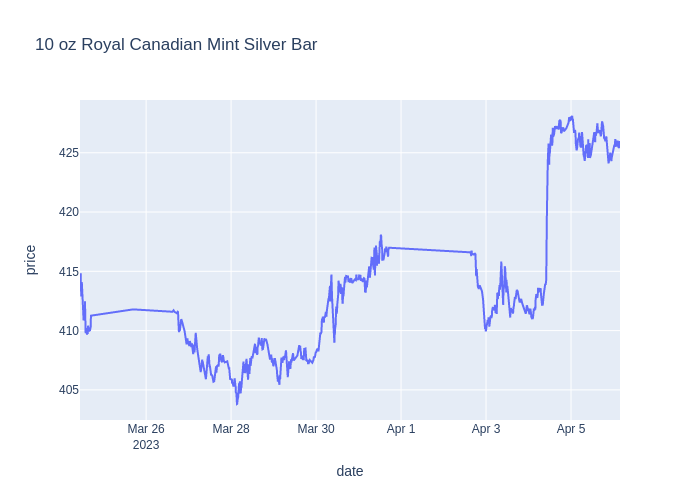 10 oz Royal Canadian Mint Silver Bar
425
420
415
410
405
price
Mar 26
2023
Mar 28
Mar 30
Apr 1
Apr 3
Apr 5
date